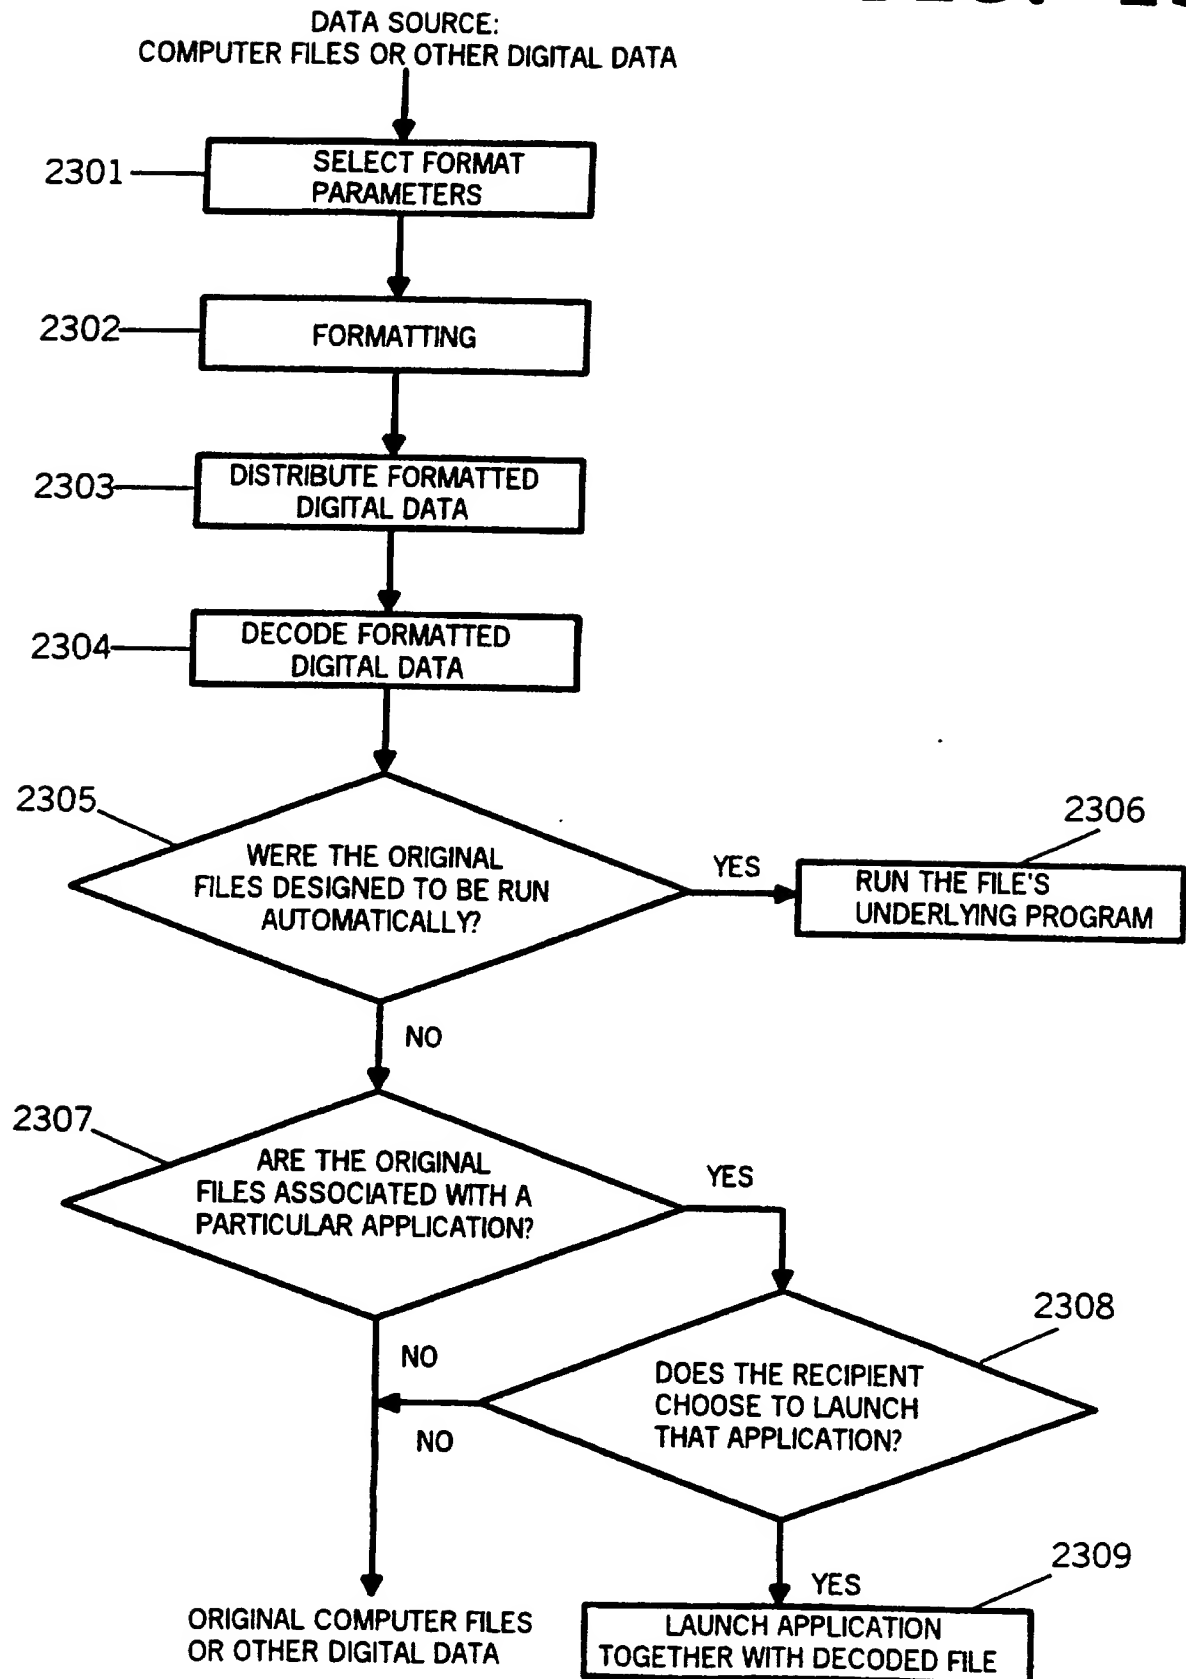 DATA SOURCE:
COMPUTER FILES OR OTHER DIGITAL DATA
2301
SELECT FORMAT
PARAMETERS
2302
FORMATTING
2303
DISTRIBUTE FORMATTED
DIGITAL DATA
2304
DECODE FORMATTED
DIGITAL DATA
2305
WERE THE ORIGINAL
FILES DESIGNED TO BE RUN
AUTOMATICALLY?
YES
2306
RUN THE FILE'S
UNDERLYING PROGRAM
NO
2307
ARE THE ORIGINAL
FILES ASSOCIATED WITH A
PARTICULAR APPLICATION?
YES
2308
DOES THE RECIPIENT
CHOOSE TO LAUNCH
THAT APPLICATION?
NO
NO
YES
2309
LAUNCH APPLICATION
TOGETHER WITH DECODED FILE
ORIGINAL COMPUTER FILES
OR OTHER DIGITAL DATA